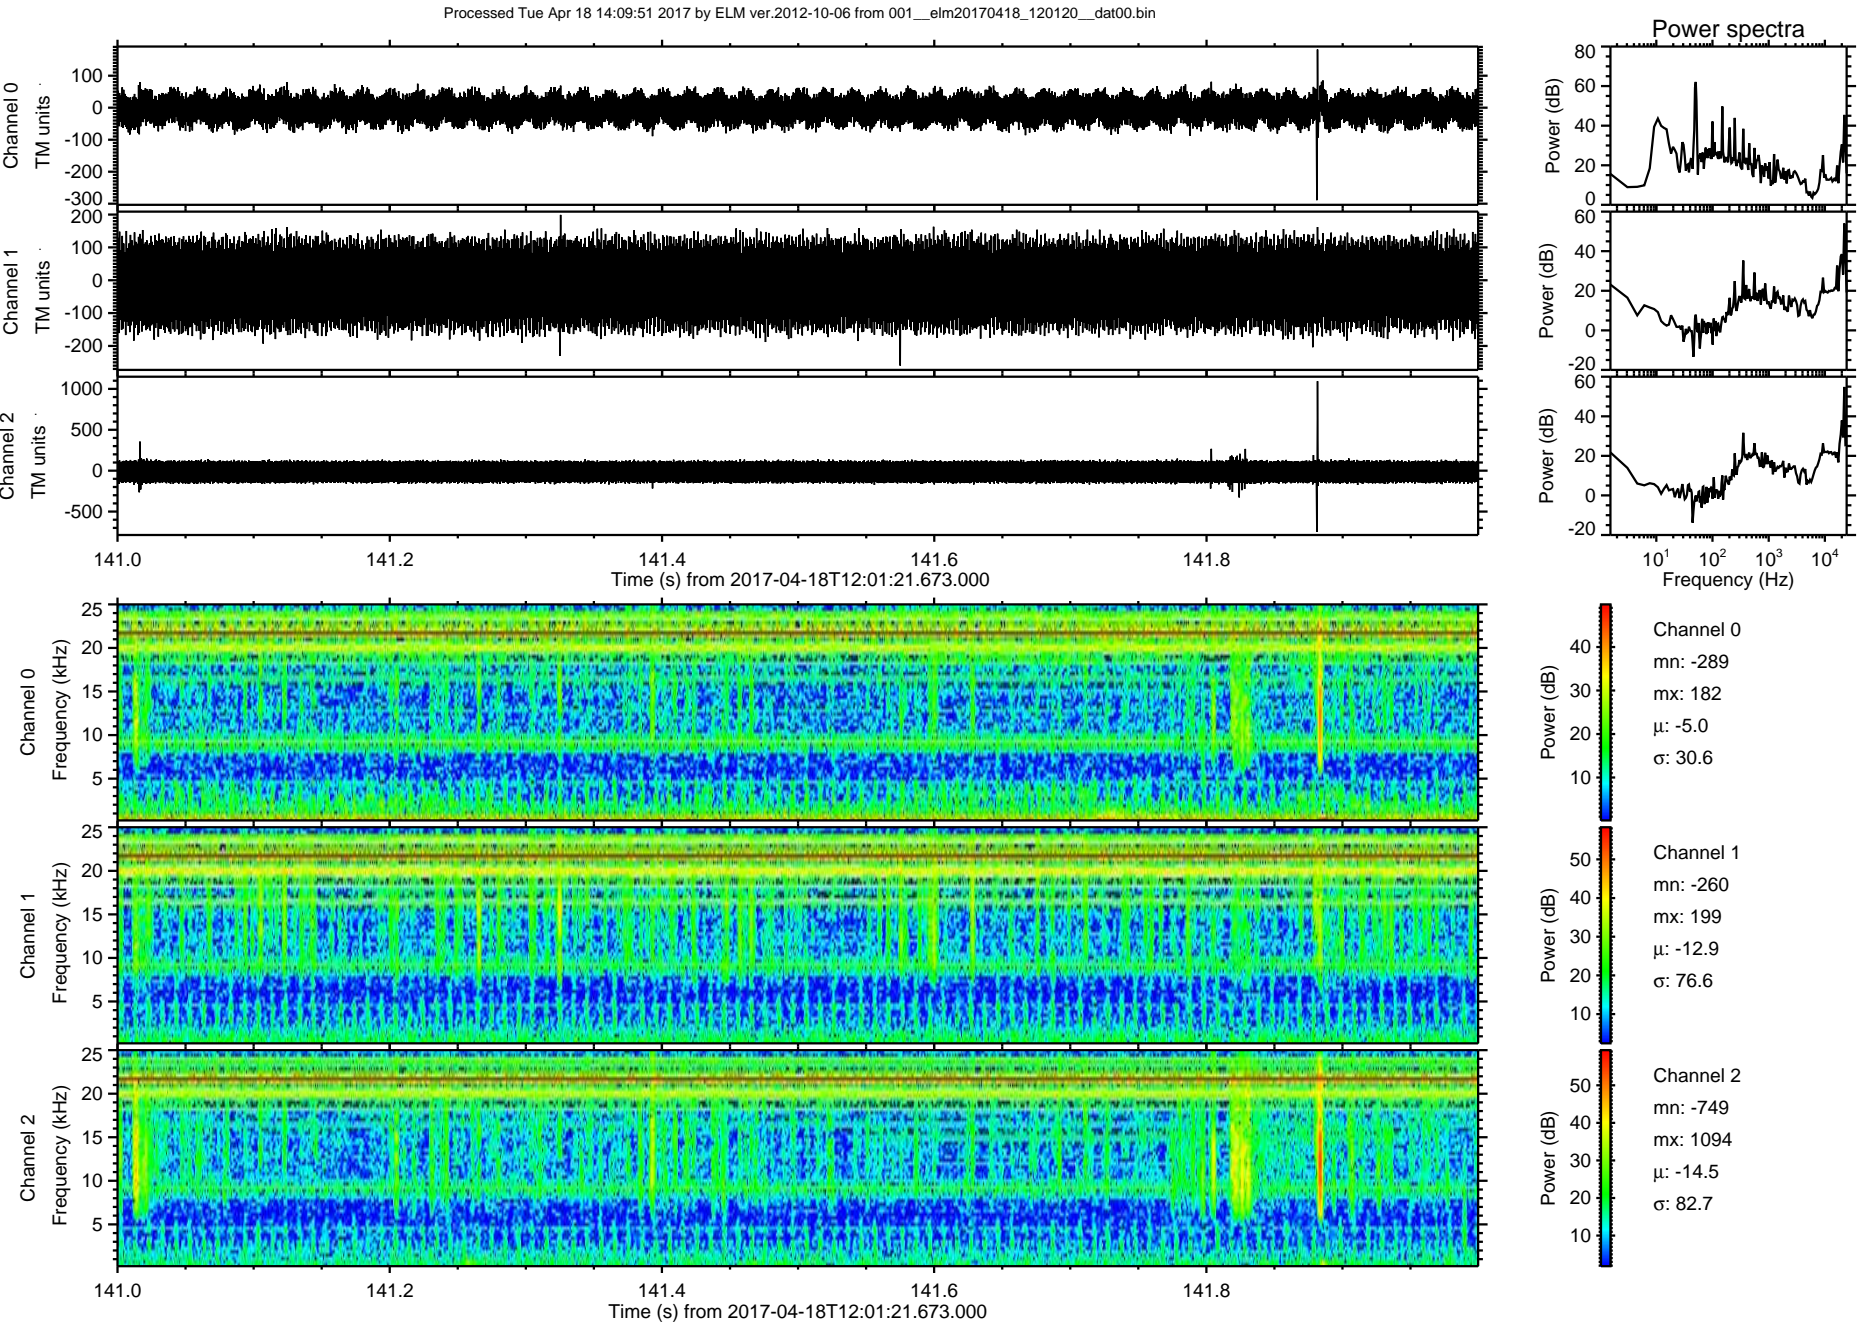 Processed Tue Apr 18 14:09:51 2017 by ELM ver.2012-10-06 from 001__elm20170418_120120__dat00.bin
Power spectra
Channel 0
TM units
100
0
-100
-200
-300
Power (dB)
80
60
40
20
0
Channel 1
TM units
200
100
0
-100
-200
Power (dB)
60
40
20
0
-20
Channel 2
TM units
1000
500
0
-500
Power (dB)
60
40
20
0
-20
141.0 141.2 141.4 141.6 141.8
Time (s) from 2017-04-18T12:01:21.673.000
10¹ 10² 10³ 10⁴
Frequency (Hz)
Channel 0
Frequency (kHz)
25
20
15
10
5
Power (dB)
40
30
20
10
Channel 0
mn: -289
mx: 182
μ: -5.0
σ: 30.6
Channel 1
Frequency (kHz)
25
20
15
10
5
Power (dB)
50
40
30
20
10
Channel 1
mn: -260
mx: 199
μ: -12.9
σ: 76.6
Channel 2
Frequency (kHz)
25
20
15
10
5
Power (dB)
50
40
30
20
10
Channel 2
mn: -749
mx: 1094
μ: -14.5
σ: 82.7
141.0 141.2 141.4 141.6 141.8
Time (s) from 2017-04-18T12:01:21.673.000